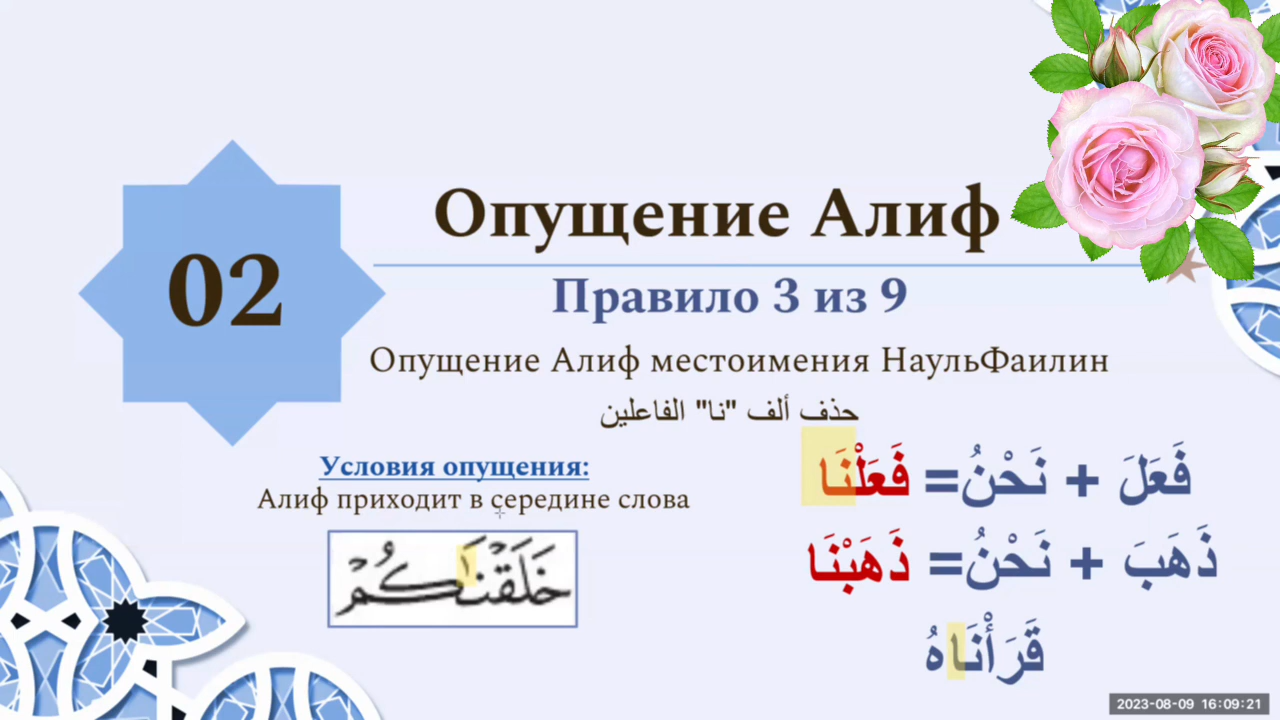 02
Опущение Алиф
Правило 3 из 9
Опущение Алиф местоимения НаульФаилин
حذف ألف "نا" الفاعلين
Условия опущения:
Алиф приходит в середине слова
خَلَقْنَٰكُمْ
فَعَلَ + نَحْنُ= فَعَلْنَا
ذَهَبَ + نَحْنُ= ذَهَبْنَا
قَرَأْنَاهُ
2023-08-09 16:09:21